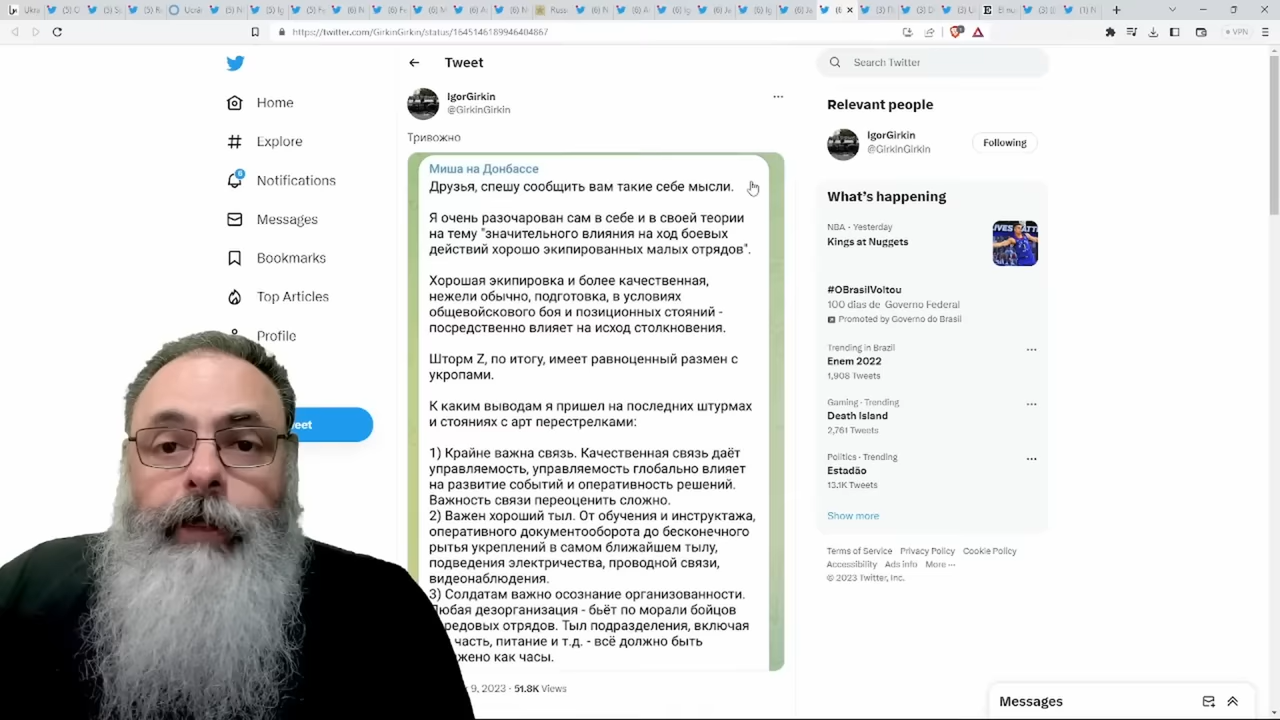 https://twitter.com/GirkinGirkin/status/1645146189946404867
VPN
Home
Explore
6
Notifications
Messages
Bookmarks
Top Articles
Profile
Tweet
IgorGirkin
@GirkinGirkin
Тривожно
Миша на Донбассе
Друзья, спешу сообщить вам такие себе мысли.
Я очень разочарован сам в себе и в своей теории
на тему "значительного влияния на ход боевых
действий хорошо экипированных малых отрядов".
Хорошая экипировка и более качественная,
нежели обычно, подготовка, в условиях
общевойскового боя и позиционных стояний -
посредственно влияет на исход столкновения.
Шторм Z, по итогу, имеет равноценный размен с
укропами.
К каким выводам я пришел на последних штурмах
и стояниях с арт перестрелками:
1) Крайне важна связь. Качественная связь даёт
управляемость, управляемость глобально влияет
на развитие событий и оперативность решений.
Важность связи переоценить сложно.
2) Важен хороший тыл. От обучения и инструктажа,
оперативного документооборота до бесконечного
рытья укреплений в самом ближайшем тылу,
подведения электричества, проводной связи,
видеонаблюдения.
3) Солдатам важно осознание организованности.
дезорганизация - бьёт по морали бойцов
отрядов. Тыл подразделения, включая
часть, питание и т.д. - всё должно быть
как часы.
9, 2023 · 51.8K Views
Search Twitter
Relevant people
IgorGirkin
@GirkinGirkin
Following
What's happening
NBA · Yesterday
Kings at Nuggets
#OBrasilVoltou
100 dias de Governo Federal
Promoted by Governo do Brasil
Trending in Brazil
Enem 2022
1,908 Tweets
Gaming · Trending
Death Island
2,761 Tweets
Politics · Trending
Estadão
13.1K Tweets
Show more
Terms of Service Privacy Policy Cookie Policy
Accessibility Ads info More ···
© 2023 Twitter, Inc.
Messages